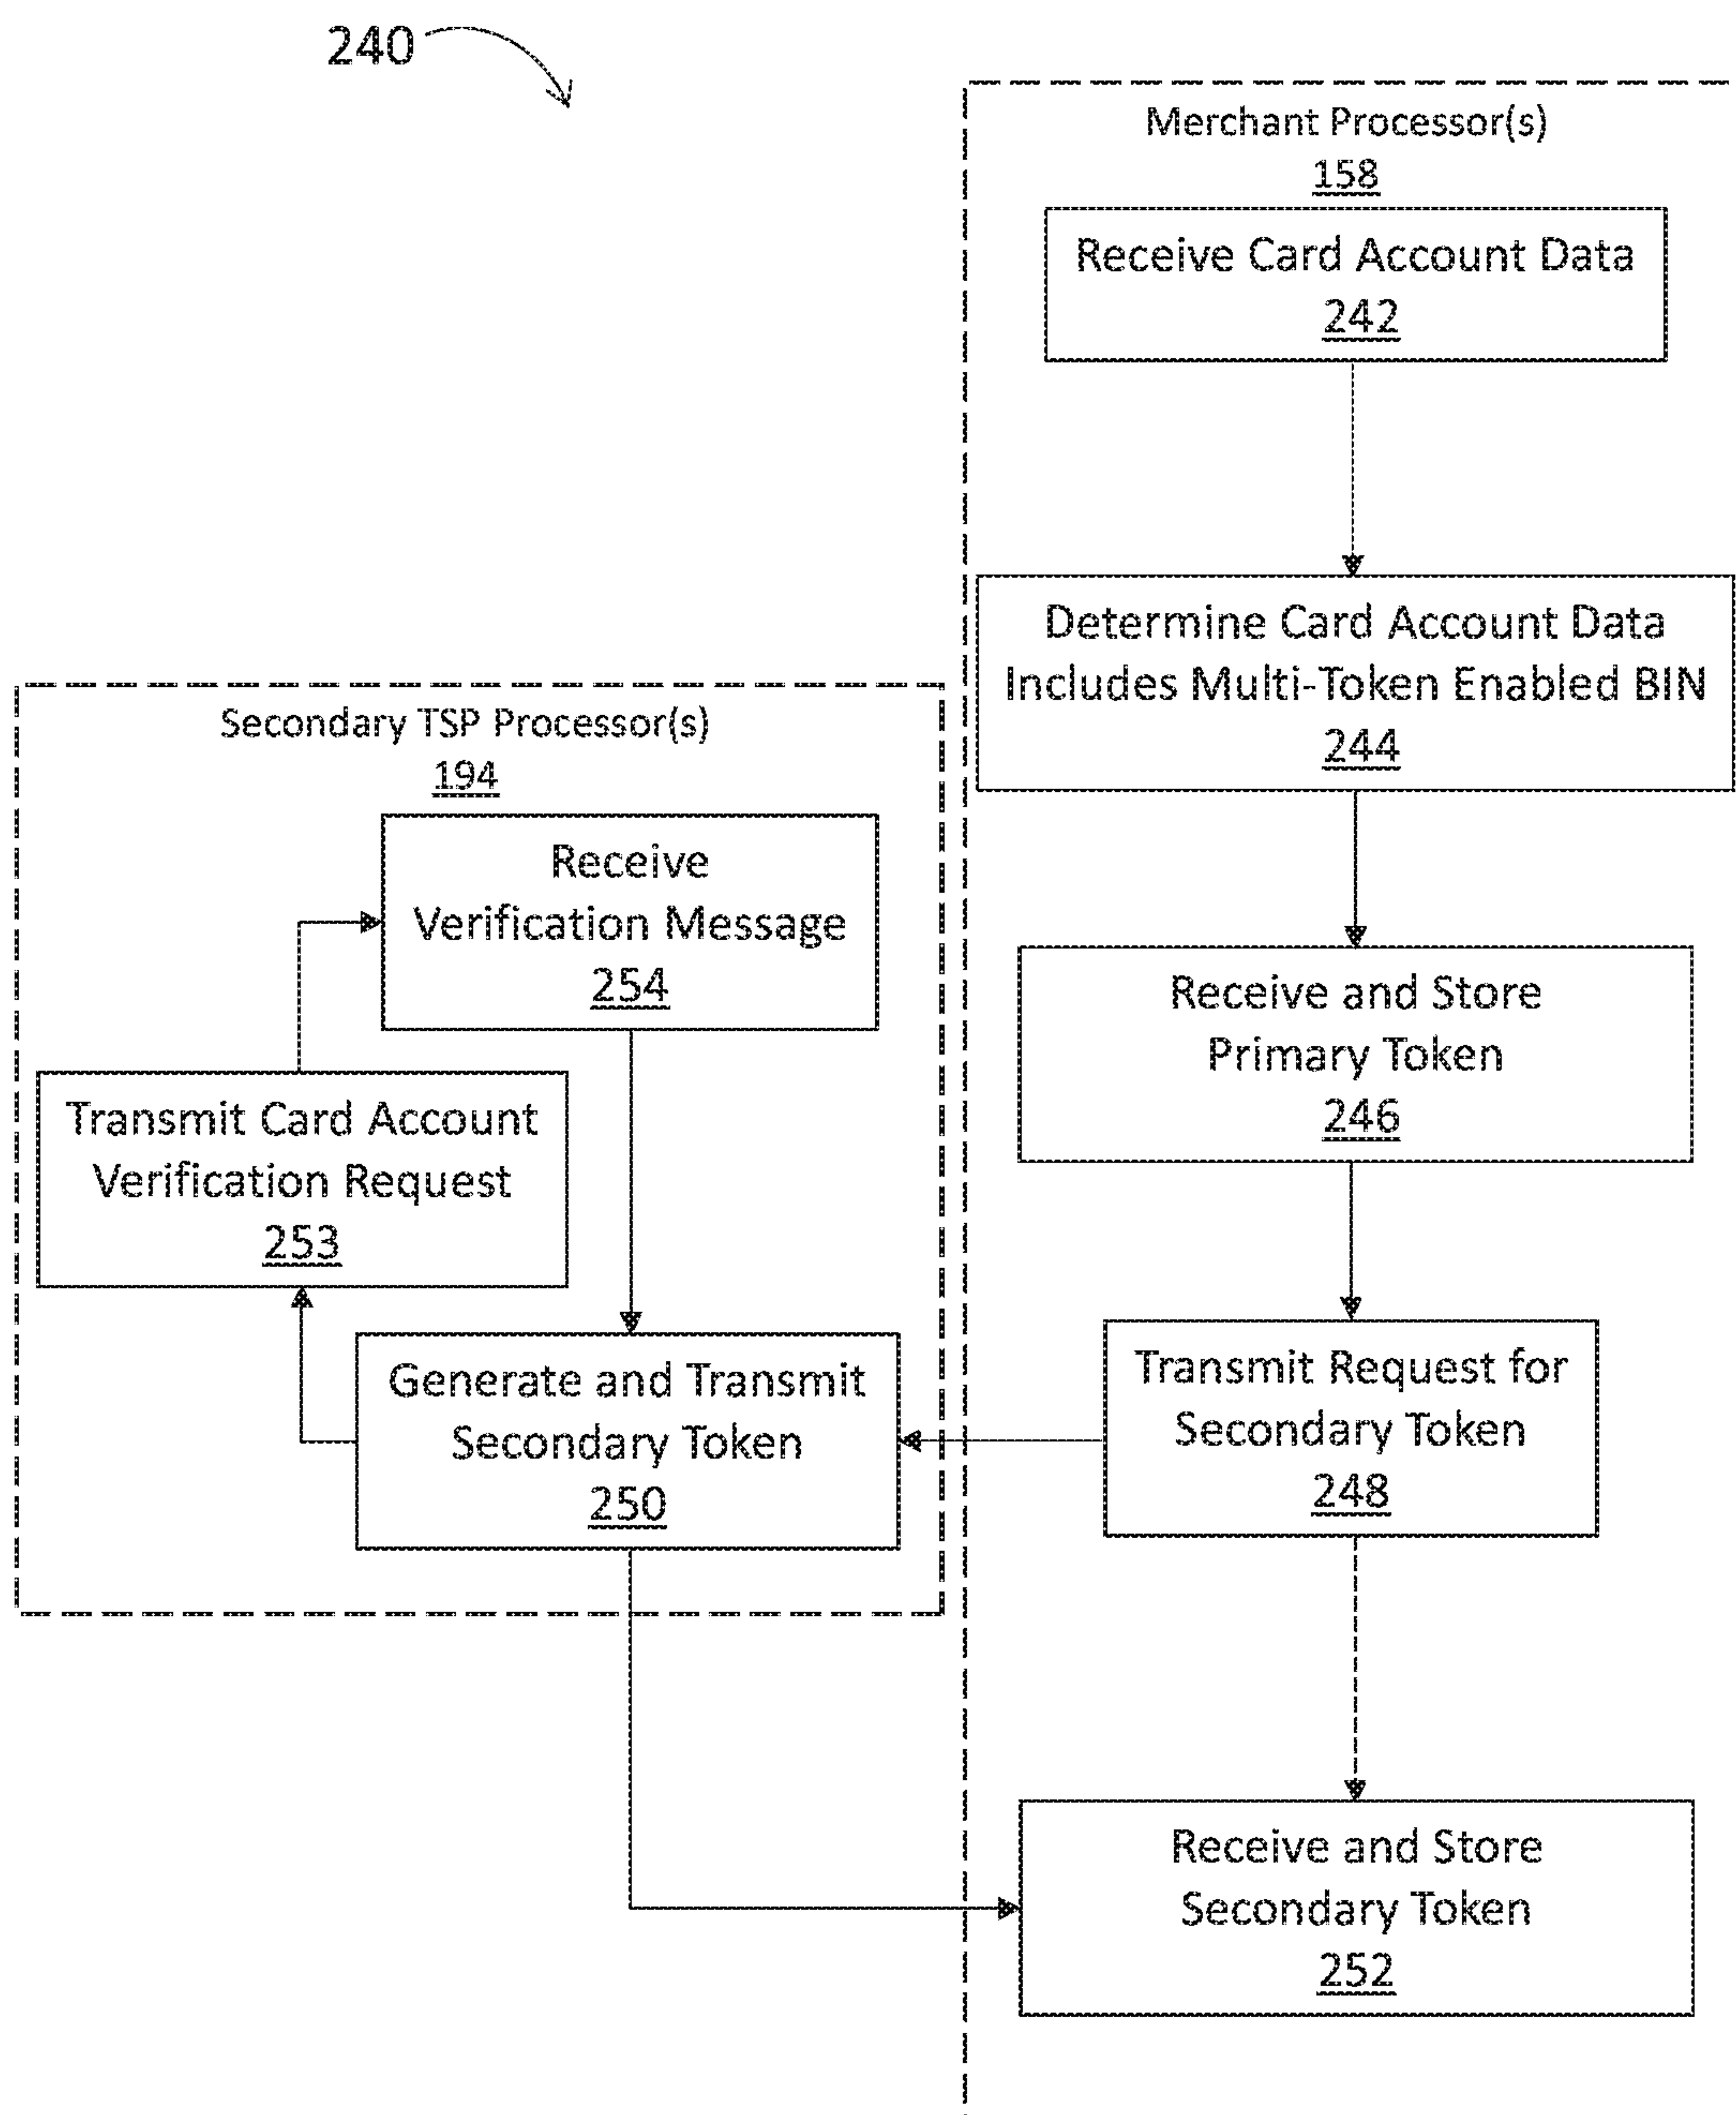 240
Merchant Processor(s)
158
Receive Card Account Data
242
Determine Card Account Data
Includes Multi-Token Enabled BIN
244
Secondary TSP Processor(s)
194
Receive
Verification Message
254
Receive and Store
Primary Token
246
Transmit Card Account
Verification Request
253
Generate and Transmit
Secondary Token
250
Transmit Request for
Secondary Token
248
Receive and Store
Secondary Token
252